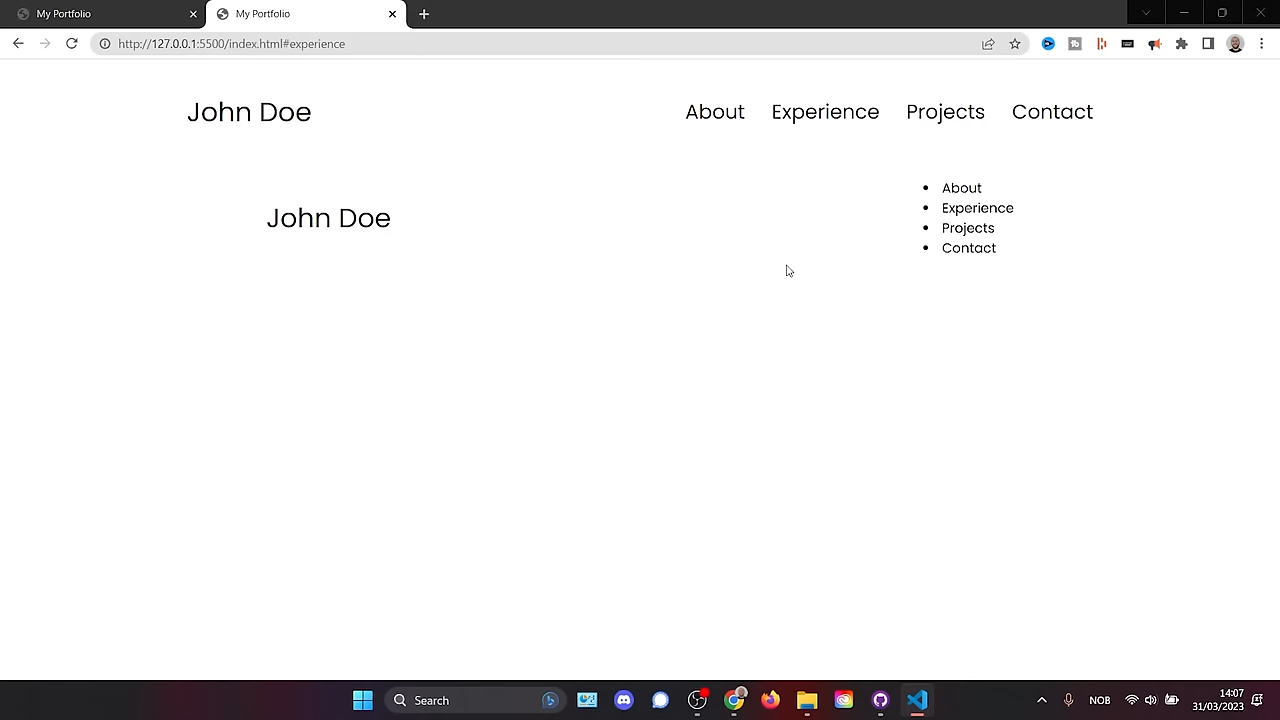 My Portfolio
My Portfolio
http://127.0.0.1:5500/index.html#experience
John Doe
About Experience Projects Contact
John Doe
About
Experience
Projects
Contact
Search
NOB
14:07
31/03/2023